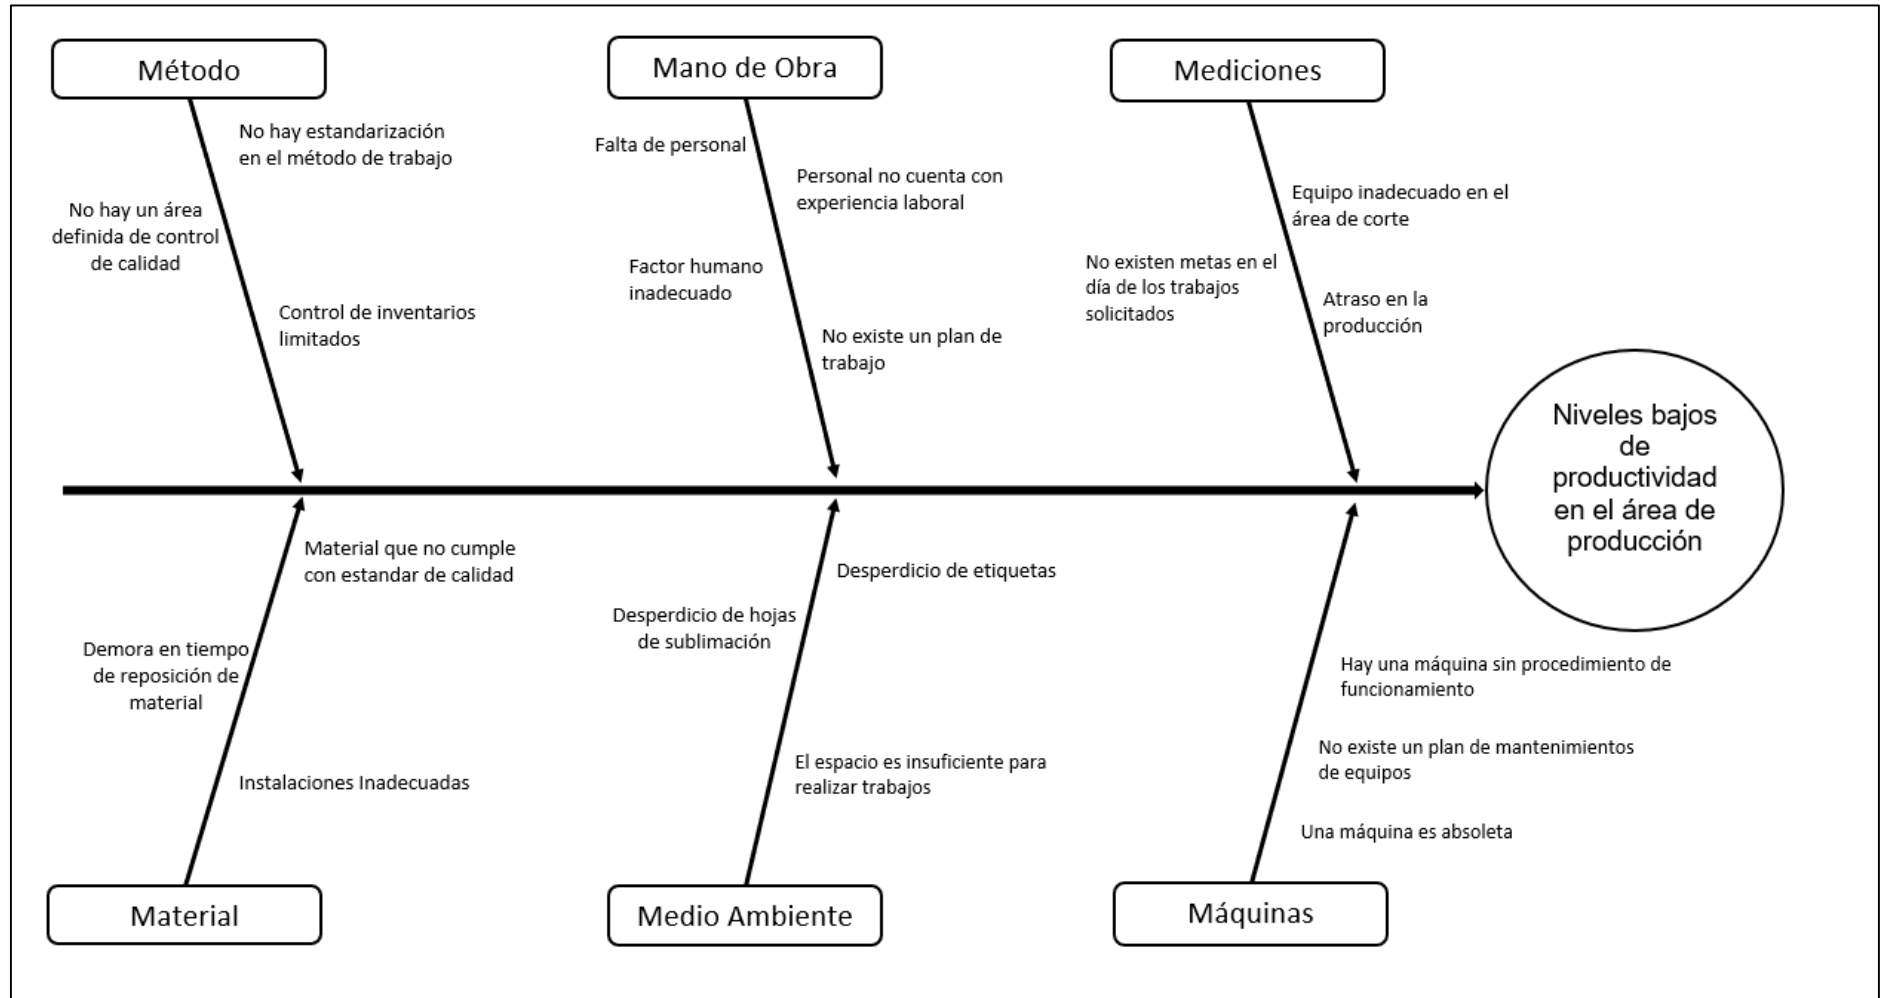 Método
Mano de Obra
Mediciones
No hay estandarización
en el método de trabajo
No hay un área
definida de control
de calidad
Control de inventarios
limitados
Falta de personal
Personal no cuenta con
experiencia laboral
Factor humano
inadecuado
No existe un plan de
trabajo
Equipo inadecuado en el
área de corte
No existen metas en el
día de los trabajos
solicitados
Atraso en la
producción
Niveles bajos
de
productividad
en el área de
producción
Material que no cumple
con estandar de calidad
Demora en tiempo
de reposición de
material
Instalaciones Inadecuadas
Desperdicio de etiquetas
Desperdicio de hojas
de sublimación
El espacio es insuficiente para
realizar trabajos
Hay una máquina sin procedimiento de
funcionamiento
No existe un plan de mantenimientos
de equipos
Una máquina es absoleta
Material
Medio Ambiente
Máquinas